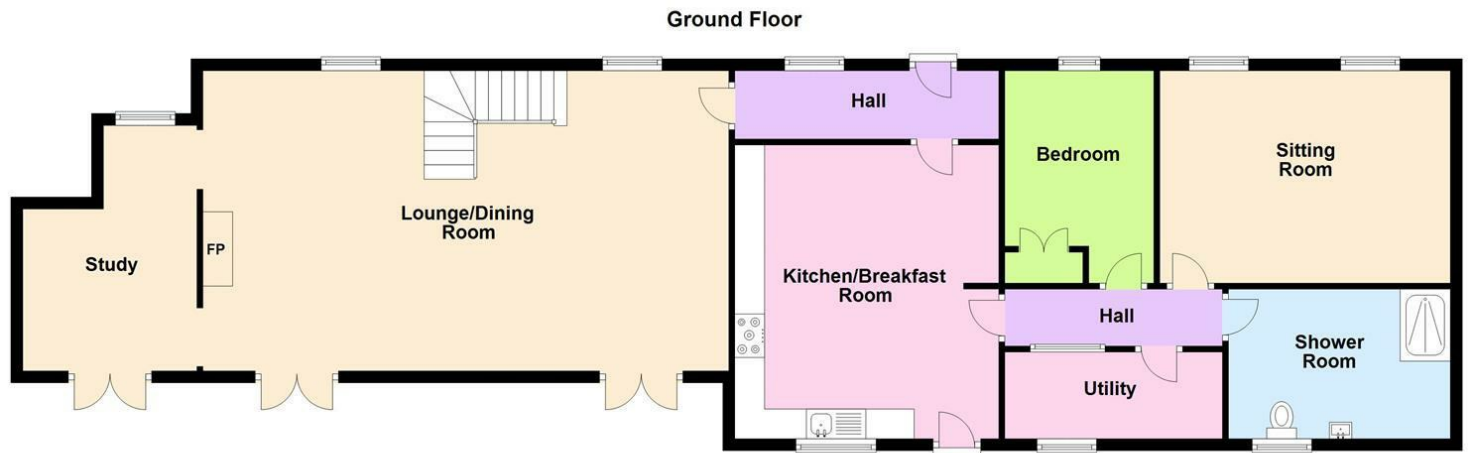 Ground Floor
Hall
Bedroom
Sitting
Room
Lounge/Dining
Room
FP
Study
Kitchen/Breakfast
Room
Hall
Shower
Room
Utility